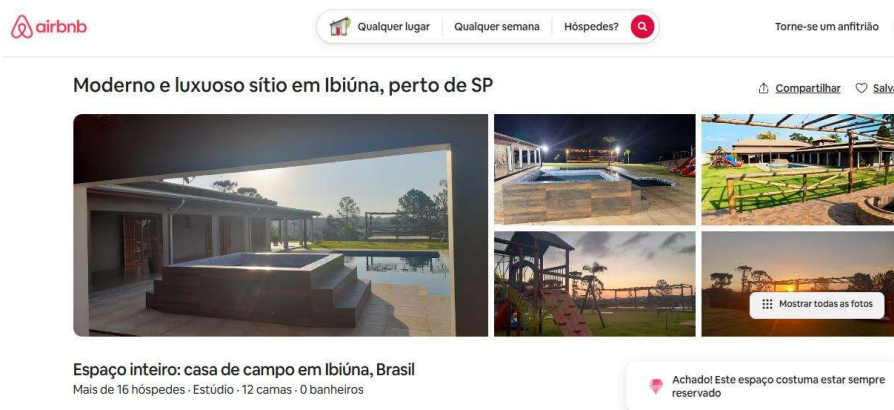 airbnb
Qualquer lugar
Qualquer semana
Hóspedes?
Torne-se um anfitrião
Moderno e luxuoso sítio em Ibiúna, perto de SP
Compartilhar
Mostrar todas as fotos
Espaço inteiro: casa de campo em Ibiúna, Brasil
Mais de 16 hóspedes · Estúdio · 12 camas · 0 banheiros
Achado! Este espaço costuma estar sempre
reservado